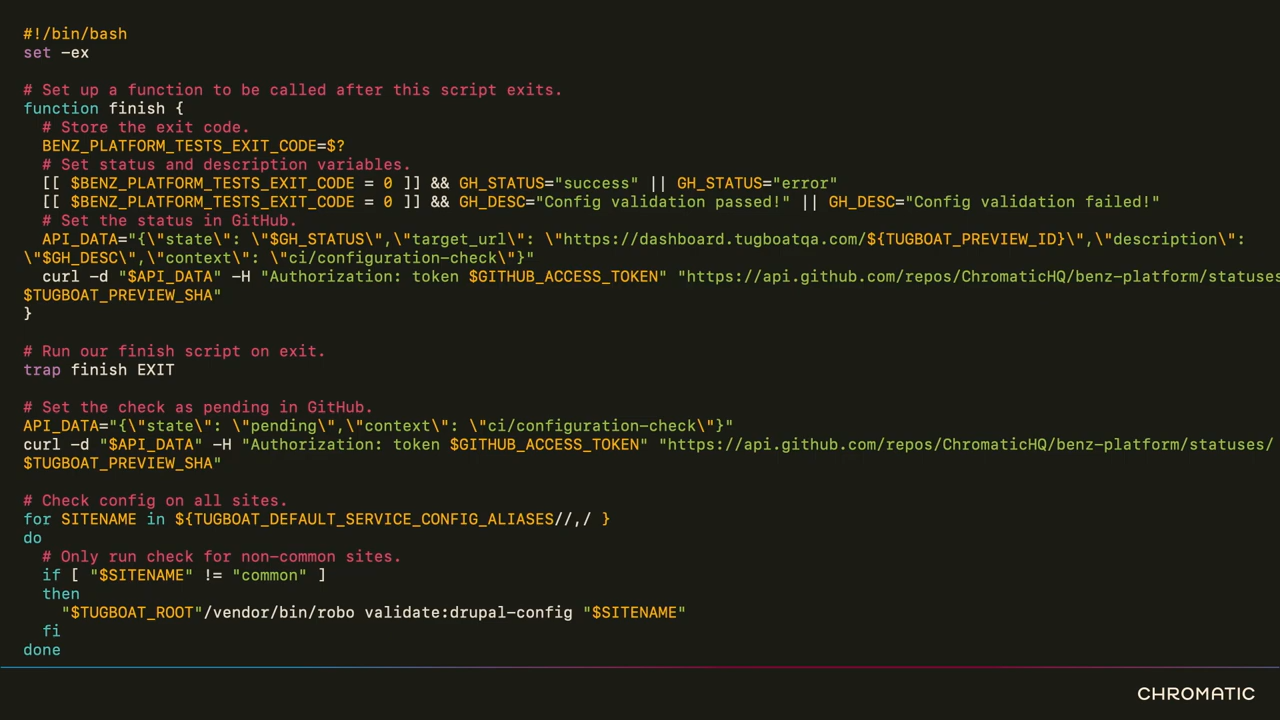 #!/bin/bash
set -ex

# Set up a function to be called after this script exits.
function finish {
  # Store the exit code.
  BENZ_PLATFORM_TESTS_EXIT_CODE=$?
  # Set status and description variables.
  [[ $BENZ_PLATFORM_TESTS_EXIT_CODE = 0 ]] && GH_STATUS="success" || GH_STATUS="error"
  [[ $BENZ_PLATFORM_TESTS_EXIT_CODE = 0 ]] && GH_DESC="Config validation passed!" || GH_DESC="Config validation failed!"
  # Set the status in GitHub.
  API_DATA="{\"state\": \"$GH_STATUS\",\"target_url\": \"https://dashboard.tugboatqa.com/${TUGBOAT_PREVIEW_ID}\",\"description\":
\"$GH_DESC\",\"context\": \"ci/configuration-check\"}"
  curl -d "$API_DATA" -H "Authorization: token $GITHUB_ACCESS_TOKEN" "https://api.github.com/repos/ChromaticHQ/benz-platform/statuses
$TUGBOAT_PREVIEW_SHA"
}

# Run our finish script on exit.
trap finish EXIT

# Set the check as pending in GitHub.
API_DATA="{\"state\": \"pending\",\"context\": \"ci/configuration-check\"}"
curl -d "$API_DATA" -H "Authorization: token $GITHUB_ACCESS_TOKEN" "https://api.github.com/repos/ChromaticHQ/benz-platform/statuses/
$TUGBOAT_PREVIEW_SHA"

# Check config on all sites.
for SITENAME in ${TUGBOAT_DEFAULT_SERVICE_CONFIG_ALIASES//,/ }
do
  # Only run check for non-common sites.
  if [ "$SITENAME" != "common" ]
  then
    "$TUGBOAT_ROOT"/vendor/bin/robo validate:drupal-config "$SITENAME"
  fi
done
CHROMATIC